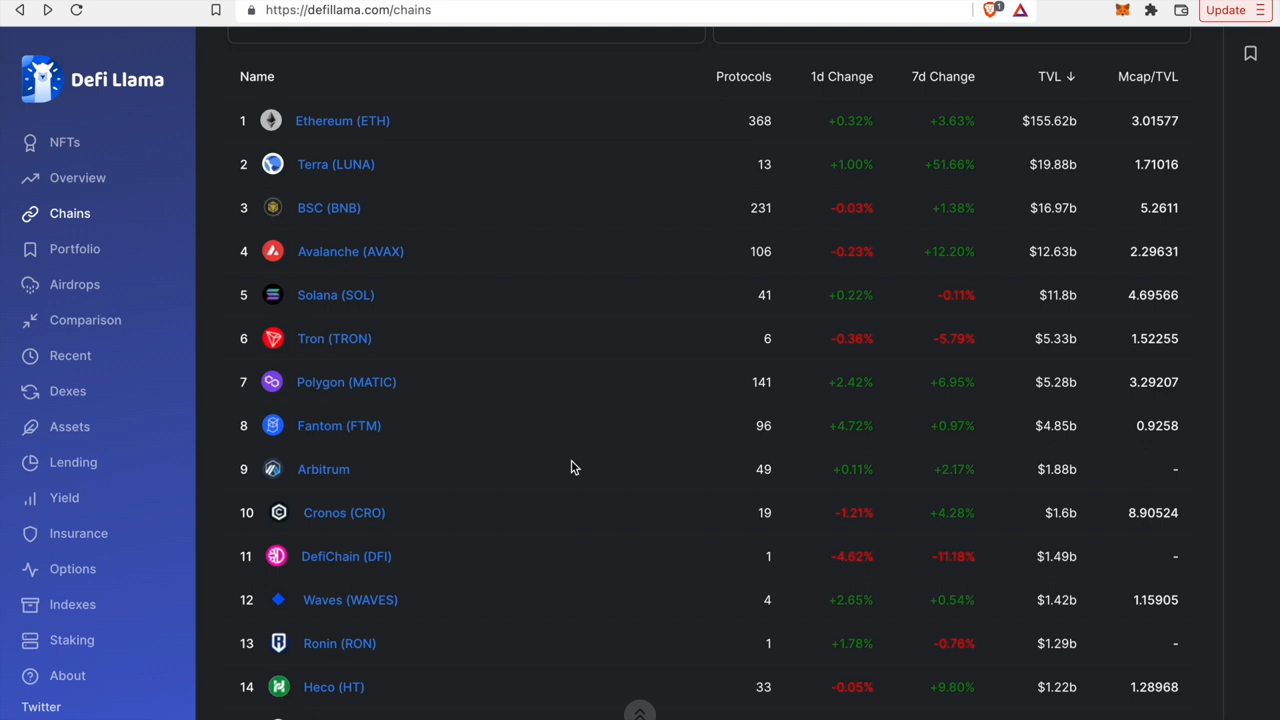 https://defillama.com/chains
1
Update
Defi Llama
NFTs
Overview
Chains
Portfolio
Airdrops
Comparison
Recent
Dexes
Assets
Lending
Yield
Insurance
Options
Indexes
Staking
About
Twitter
Name Protocols 1d Change 7d Change TVL ↓ Mcap/TVL
1 Ethereum (ETH) 368 +0.32% +3.63% $155.62b 3.01577
2 Terra (LUNA) 13 +1.00% +51.66% $19.88b 1.71016
3 BSC (BNB) 231 -0.03% +1.38% $16.97b 5.2611
4 Avalanche (AVAX) 106 -0.23% +12.20% $12.63b 2.29631
5 Solana (SOL) 41 +0.22% -0.11% $11.8b 4.69566
6 Tron (TRON) 6 -0.36% -5.79% $5.33b 1.52255
7 Polygon (MATIC) 141 +2.42% +6.95% $5.28b 3.29207
8 Fantom (FTM) 96 +4.72% +0.97% $4.85b 0.9258
9 Arbitrum 49 +0.11% +2.17% $1.88b -
10 Cronos (CRO) 19 -1.21% +4.28% $1.6b 8.90524
11 DefiChain (DFI) 1 -4.62% -11.18% $1.49b -
12 Waves (WAVES) 4 +2.65% +0.54% $1.42b 1.15905
13 Ronin (RON) 1 +1.78% -0.76% $1.29b -
14 Heco (HT) 33 -0.05% +9.80% $1.22b 1.28968